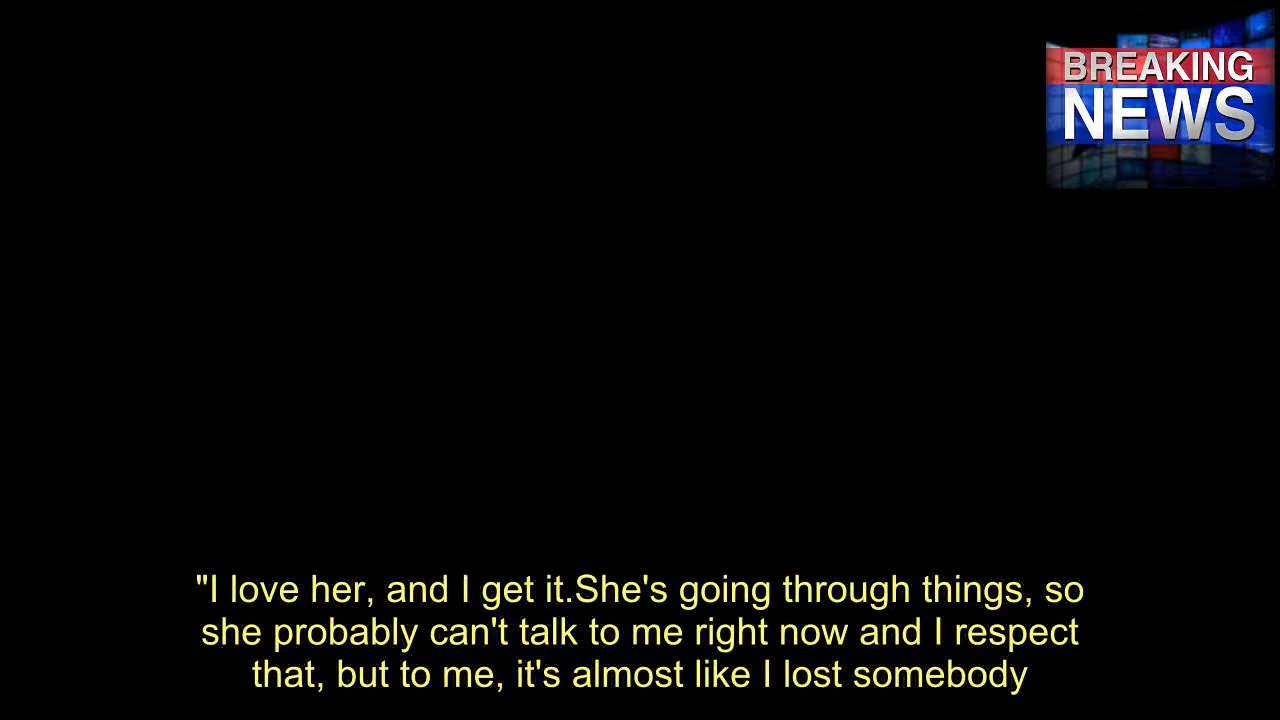 BREAKING
NEWS
"I love her, and I get it.She's going through things, so
she probably can't talk to me right now and I respect
that, but to me, it's almost like I lost somebody